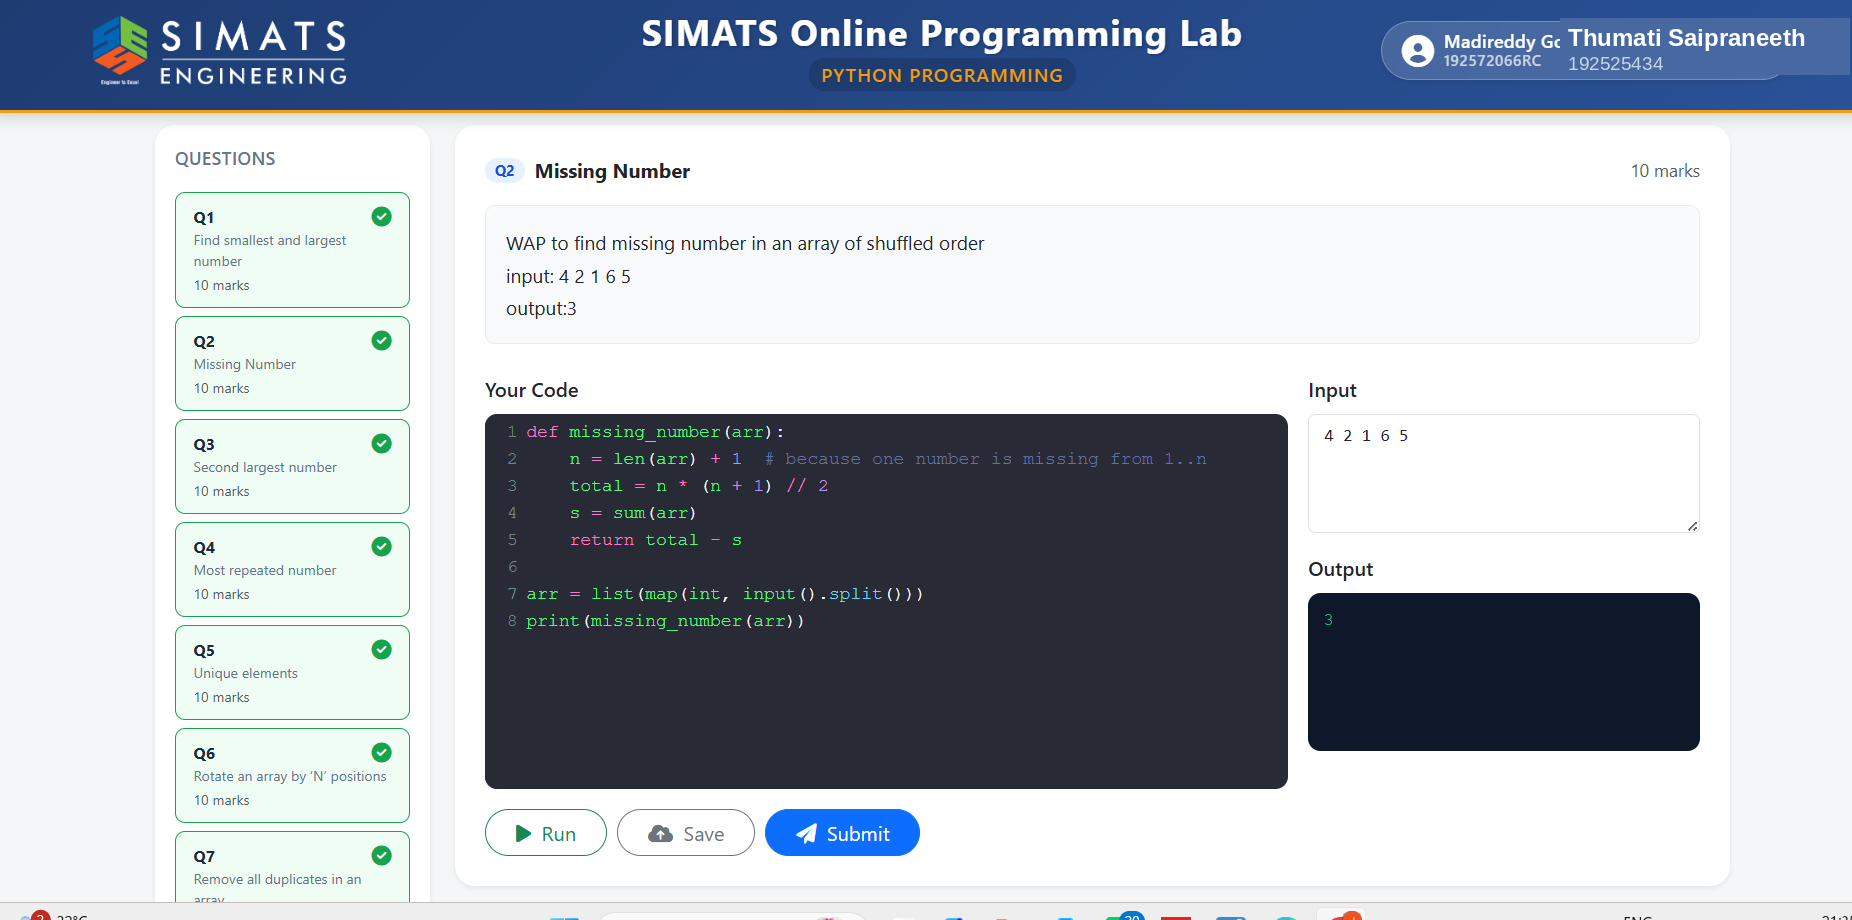 SIMATS
ENGINEERING
Engineer to Excel
SIMATS Online Programming Lab
PYTHON PROGRAMMING
Madireddy Go
192572066RC
Thumati Saipraneeth
192525434
QUESTIONS
Q1
Find smallest and largest
number
10 marks
Q2
Missing Number
10 marks
Q3
Second largest number
10 marks
Q4
Most repeated number
10 marks
Q5
Unique elements
10 marks
Q6
Rotate an array by ‘N’ positions
10 marks
Q7
Remove all duplicates in an
array
Q2 Missing Number
10 marks
WAP to find missing number in an array of shuffled order
input: 4 2 1 6 5
output:3
Your Code
1 def missing_number(arr):
2     n = len(arr) + 1  # because one number is missing from 1..n
3     total = n * (n + 1) // 2
4     s = sum(arr)
5     return total - s
6
7 arr = list(map(int, input().split()))
8 print(missing_number(arr))
Run
Save
Submit
Input
4 2 1 6 5
Output
3